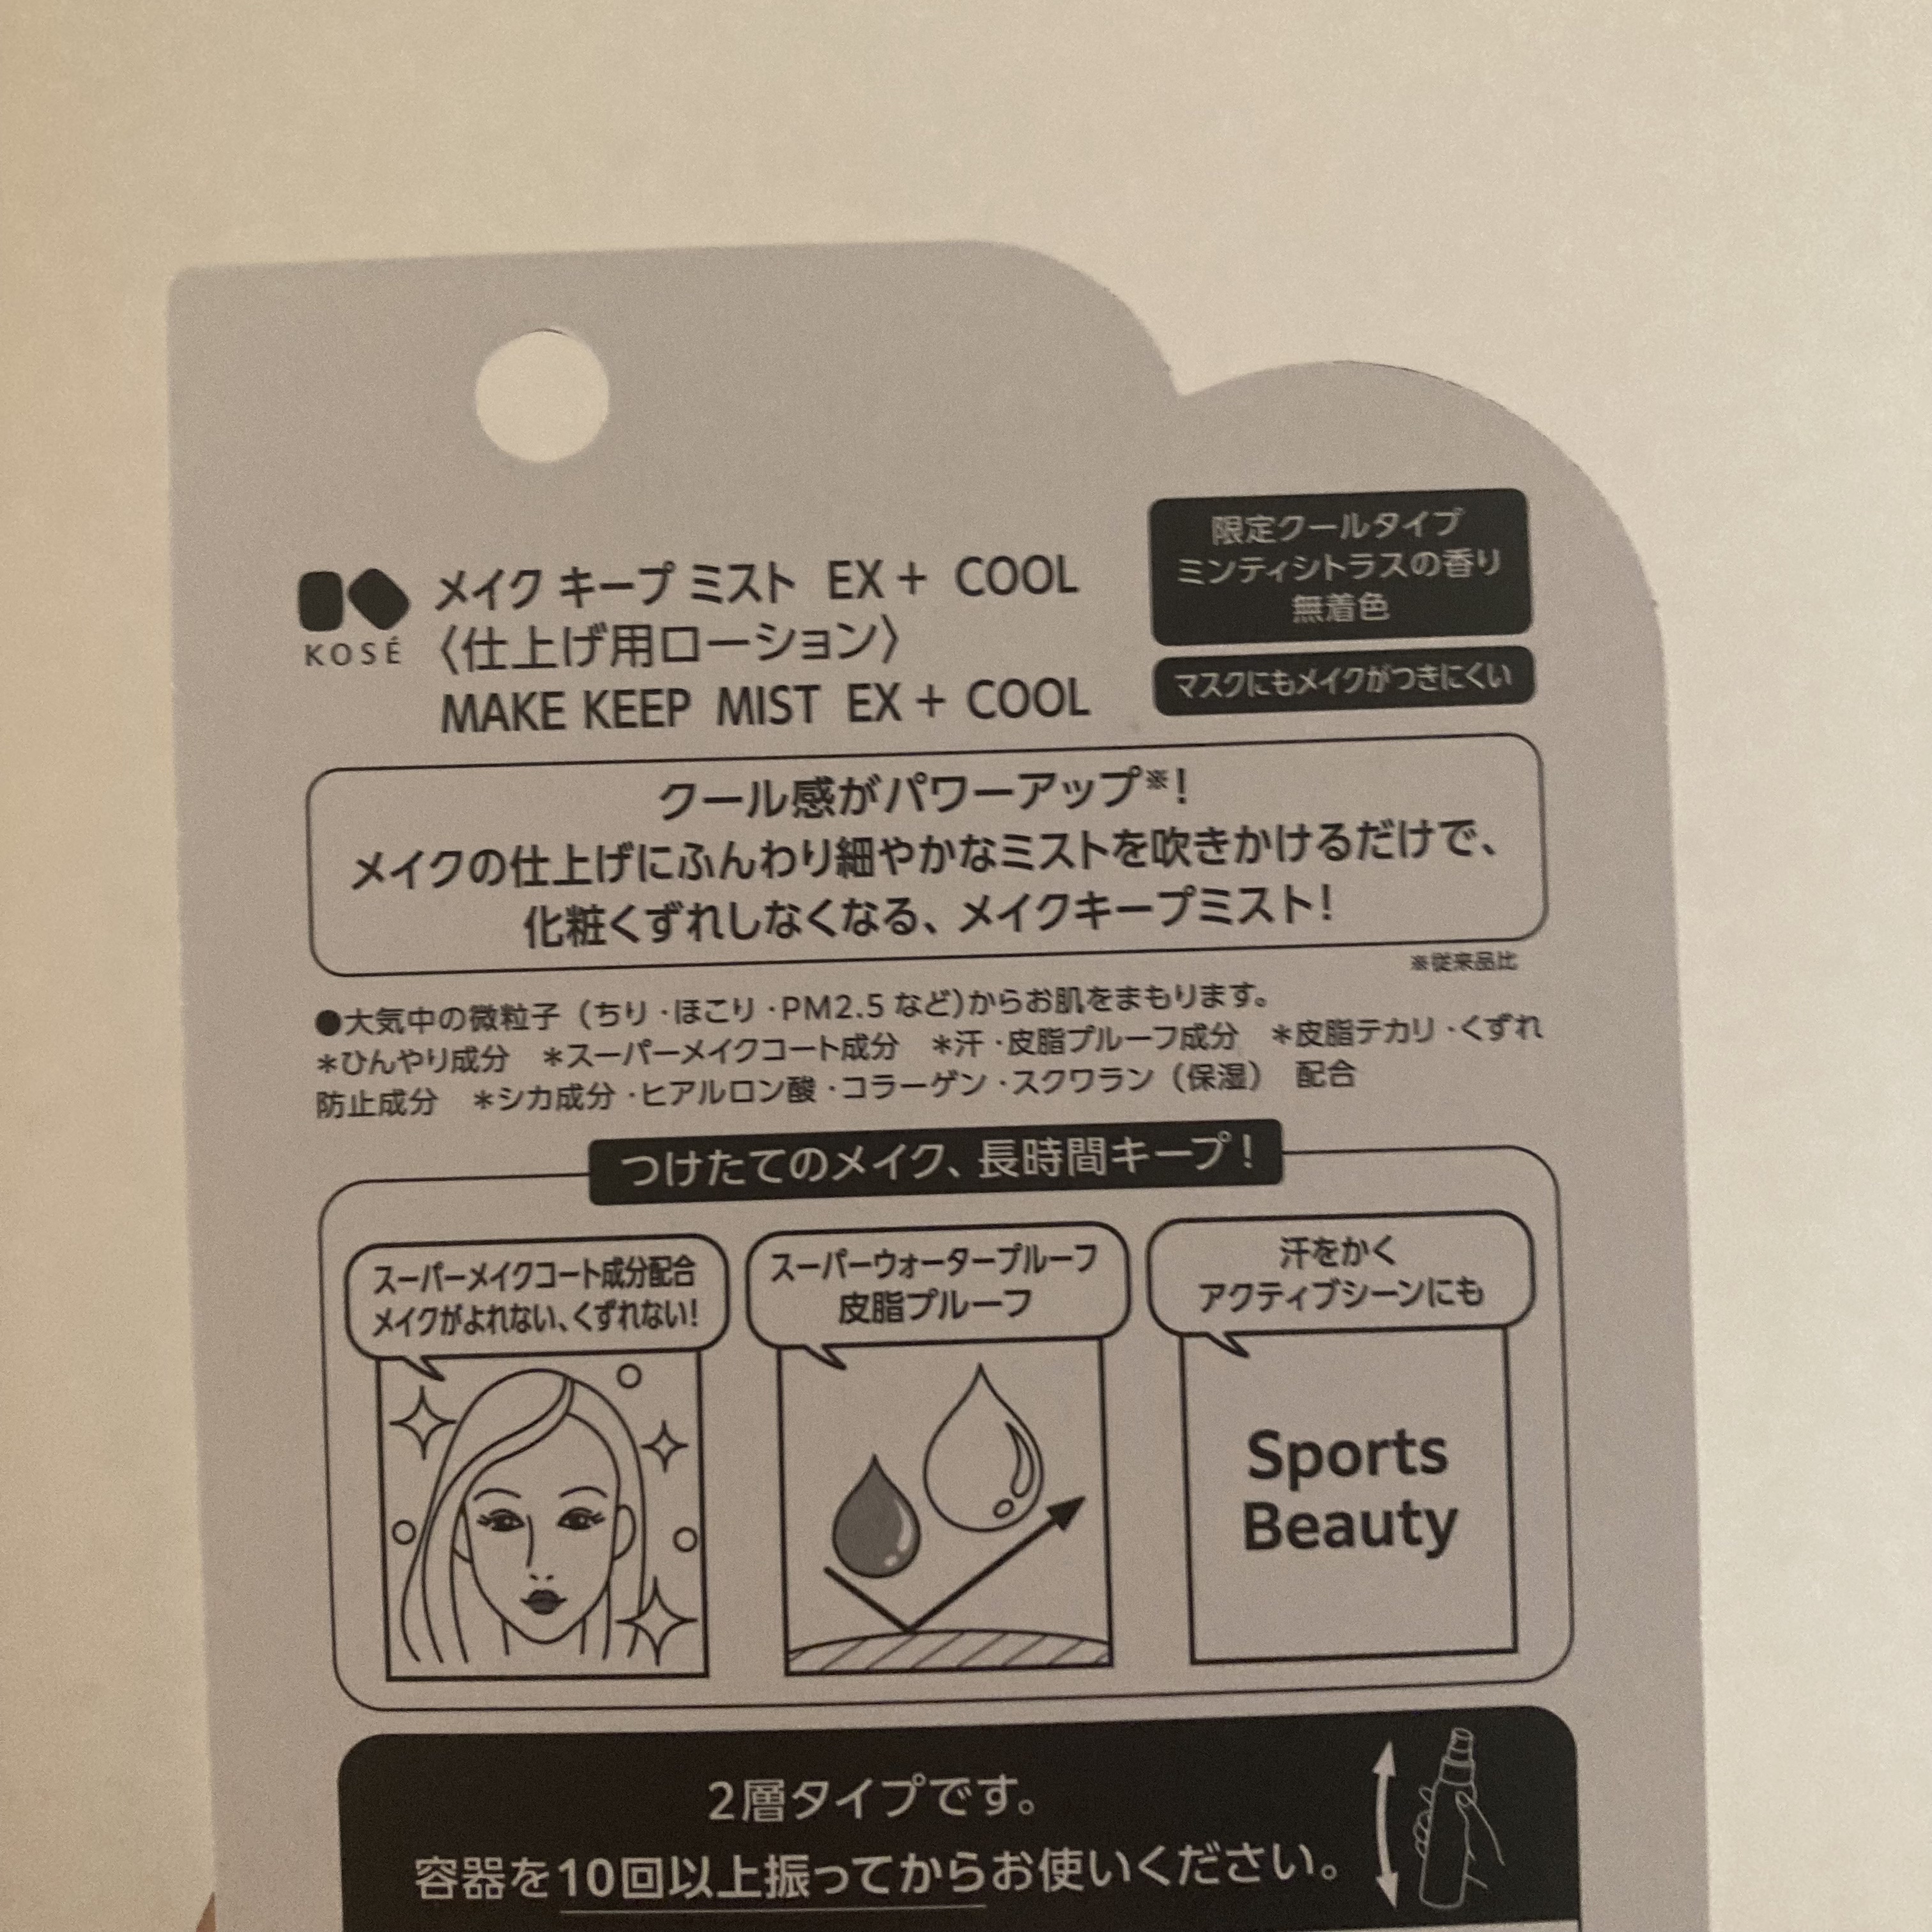 KOSÉ
メイク キープ ミスト EX + COOL
〈仕上げ用ローション〉
MAKE KEEP MIST EX + COOL
限定クールタイプ
ミンティシトラスの香り
無着色
マスクにもメイクがつきにくい
クール感がパワーアップ※！
メイクの仕上げにふんわり細やかなミストを吹きかけるだけで、
化粧くずれしなくなる、メイクキープミスト！
※従来品比
●大気中の微粒子（ちり・ほこり・PM2.5 など）からお肌をまもります。
＊ひんやり成分　＊スーパーメイクコート成分　＊汗・皮脂プルーフ成分　＊皮脂テカリ・くずれ
防止成分　＊シカ成分・ヒアルロン酸・コラーゲン・スクワラン（保湿）　配合
つけたてのメイク、長時間キープ！
スーパーメイクコート成分配合
メイクがよれない、くずれない！
スーパーウォータープルーフ
皮脂プルーフ
汗をかく
アクティブシーンにも
Sports
Beauty
2層タイプです。
容器を10回以上振ってからお使いください。